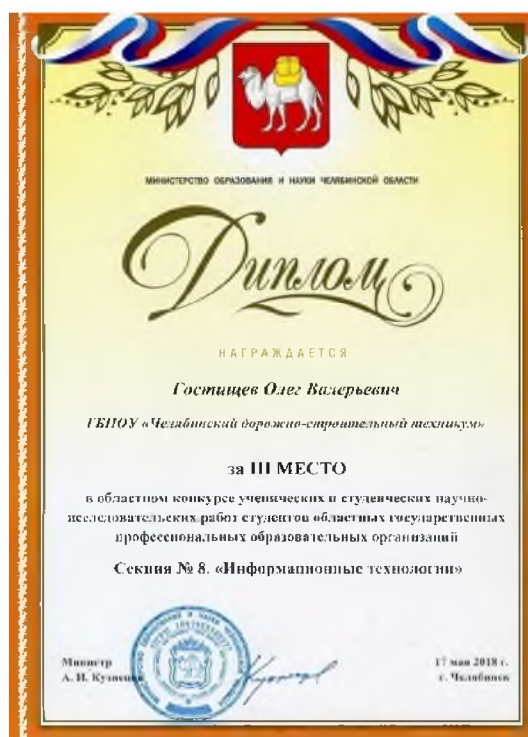 МИНИСТЕРСТВО ОБРАЗОВАНИЯ И НАУКИ ЧЕЛЯБИНСКОЙ ОБЛАСТИ
Диплом
НАГРАЖДАЕТСЯ
Гостищев Олег Валерьевич
ГБПОУ «Челябинский дорожно-строительный техникум»
за III МЕСТО
в областном конкурсе ученических и студенческих научно-
исследовательских работ студентов областных государственных
профессиональных образовательных организаций
Секция № 8. «Информационные технологии»
Министр
А. И. Кузнецов
17 мая 2018 г.
г. Челябинск